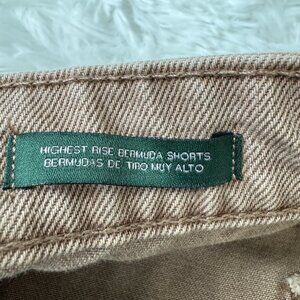 HIGHEST RISE BERMUDA SHORTS
BERMUDAS DE TIRO MUY ALTO